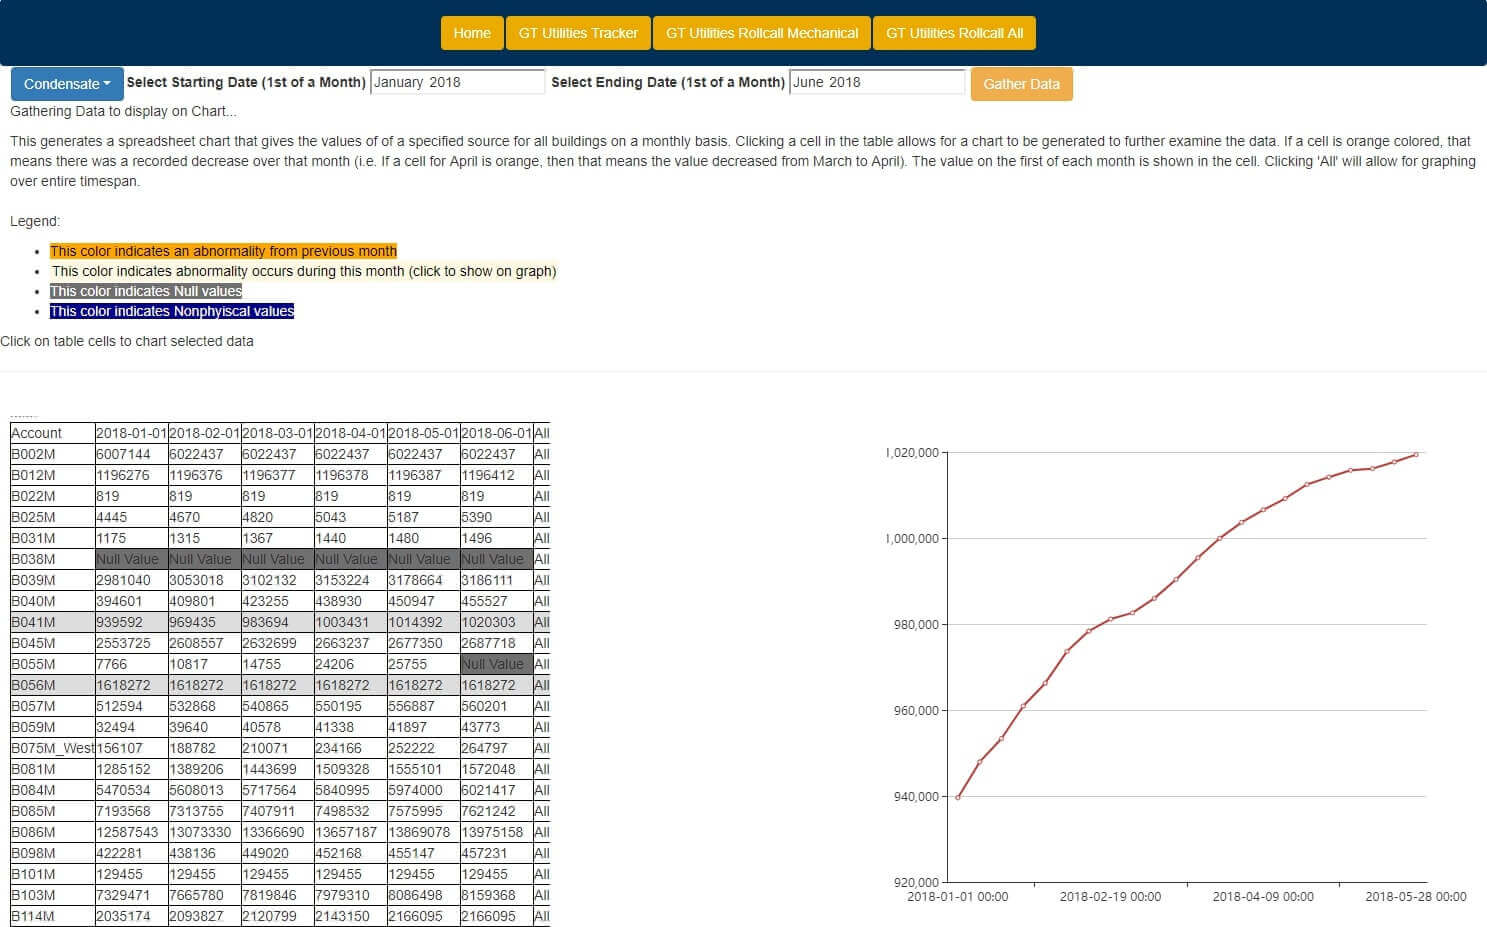 Home GT Utilities Tracker GT Utilities Rollcall Mechanical GT Utilities Rollcall All
Condensate Select Starting Date (1st of a Month) January 2018 Select Ending Date (1st of a Month) June 2018 Gather Data
Gathering Data to display on Chart...
This generates a spreadsheet chart that gives the values of of a specified source for all buildings on a monthly basis. Clicking a cell in the table allows for a chart to be generated to further examine the data. If a cell is orange colored, that
means there was a recorded decrease over that month (i.e. If a cell for April is orange, then that means the value decreased from March to April). The value on the first of each month is shown in the cell. Clicking 'All' will allow for graphing
over entire timespan.
Legend:
This color indicates an abnormality from previous month
This color indicates abnormality occurs during this month (click to show on graph)
This color indicates Null values
This color indicates Nonphyiscal values
Click on table cells to chart selected data
Account 2018-01-01 2018-02-01 2018-03-01 2018-04-01 2018-05-01 2018-06-01 All
B002M 6007144 6022437 6022437 6022437 6022437 6022437 All
B012M 1196276 1196376 1196377 1196378 1196387 1196412 All
B022M 819 819 819 819 819 819 All
B025M 4445 4670 4820 5043 5187 5390 All
B031M 1175 1315 1367 1440 1480 1496 All
B038M Null Value Null Value Null Value Null Value Null Value Null Value All
B039M 2981040 3053018 3102132 3153224 3178664 3186111 All
B040M 394601 409801 423255 438930 450947 455527 All
B041M 939592 969435 983694 1003431 1014392 1020303 All
B045M 2553725 2608557 2632699 2663237 2677350 2687718 All
B055M 7766 10817 14755 24206 25755 Null Value All
B056M 1618272 1618272 1618272 1618272 1618272 1618272 All
B057M 512594 532868 540865 550195 556887 560201 All
B059M 32494 39640 40578 41338 41897 43773 All
B075M_West 156107 188782 210071 234166 252222 264797 All
B081M 1285152 1389206 1443699 1509328 1555101 1572048 All
B084M 5470534 5608013 5717564 5840995 5974000 6021417 All
B085M 7193568 7313755 7407911 7498532 7575995 7621242 All
B086M 12587543 13073330 13366690 13657187 13869078 13975158 All
B098M 422281 438136 449020 452168 455147 457231 All
B101M 129455 129455 129455 129455 129455 129455 All
B103M 7329471 7665780 7819846 7979310 8086498 8159368 All
B114M 2035174 2093827 2120799 2143150 2166095 2166095 All
1,020,000
1,000,000
980,000
960,000
940,000
920,000
2018-01-01 00:00 2018-02-19 00:00 2018-04-09 00:00 2018-05-28 00:00